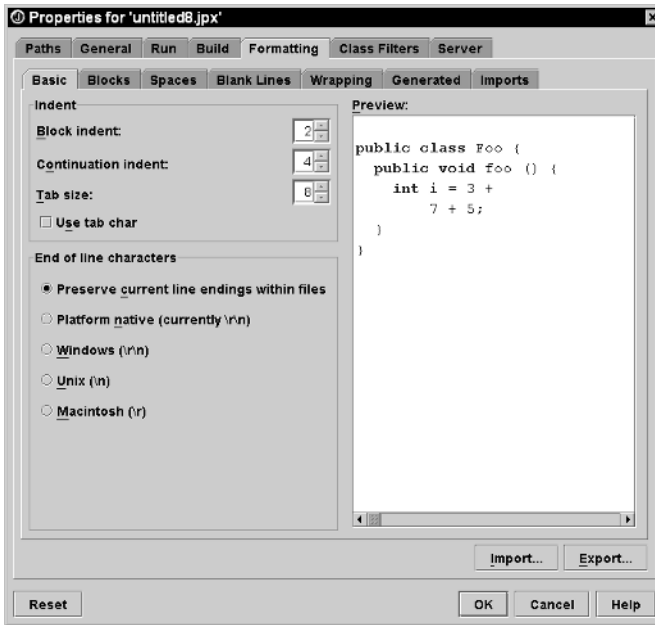 Properties for 'untitled8.jpx'
Paths General Run Build Formatting Class Filters Server
Basic Blocks Spaces Blank Lines Wrapping Generated Imports
Indent
Block indent: 2
Continuation indent: 4
Tab size: 8
Use tab char
End of line characters
Preserve current line endings within files
Platform native (currently \r\n)
Windows (\r\n)
Unix (\n)
Macintosh (\r)
Preview:
public class Foo {
  public void foo () {
    int i = 3 +
        7 + 5;
  }
}
Import... Export...
Reset OK Cancel Help